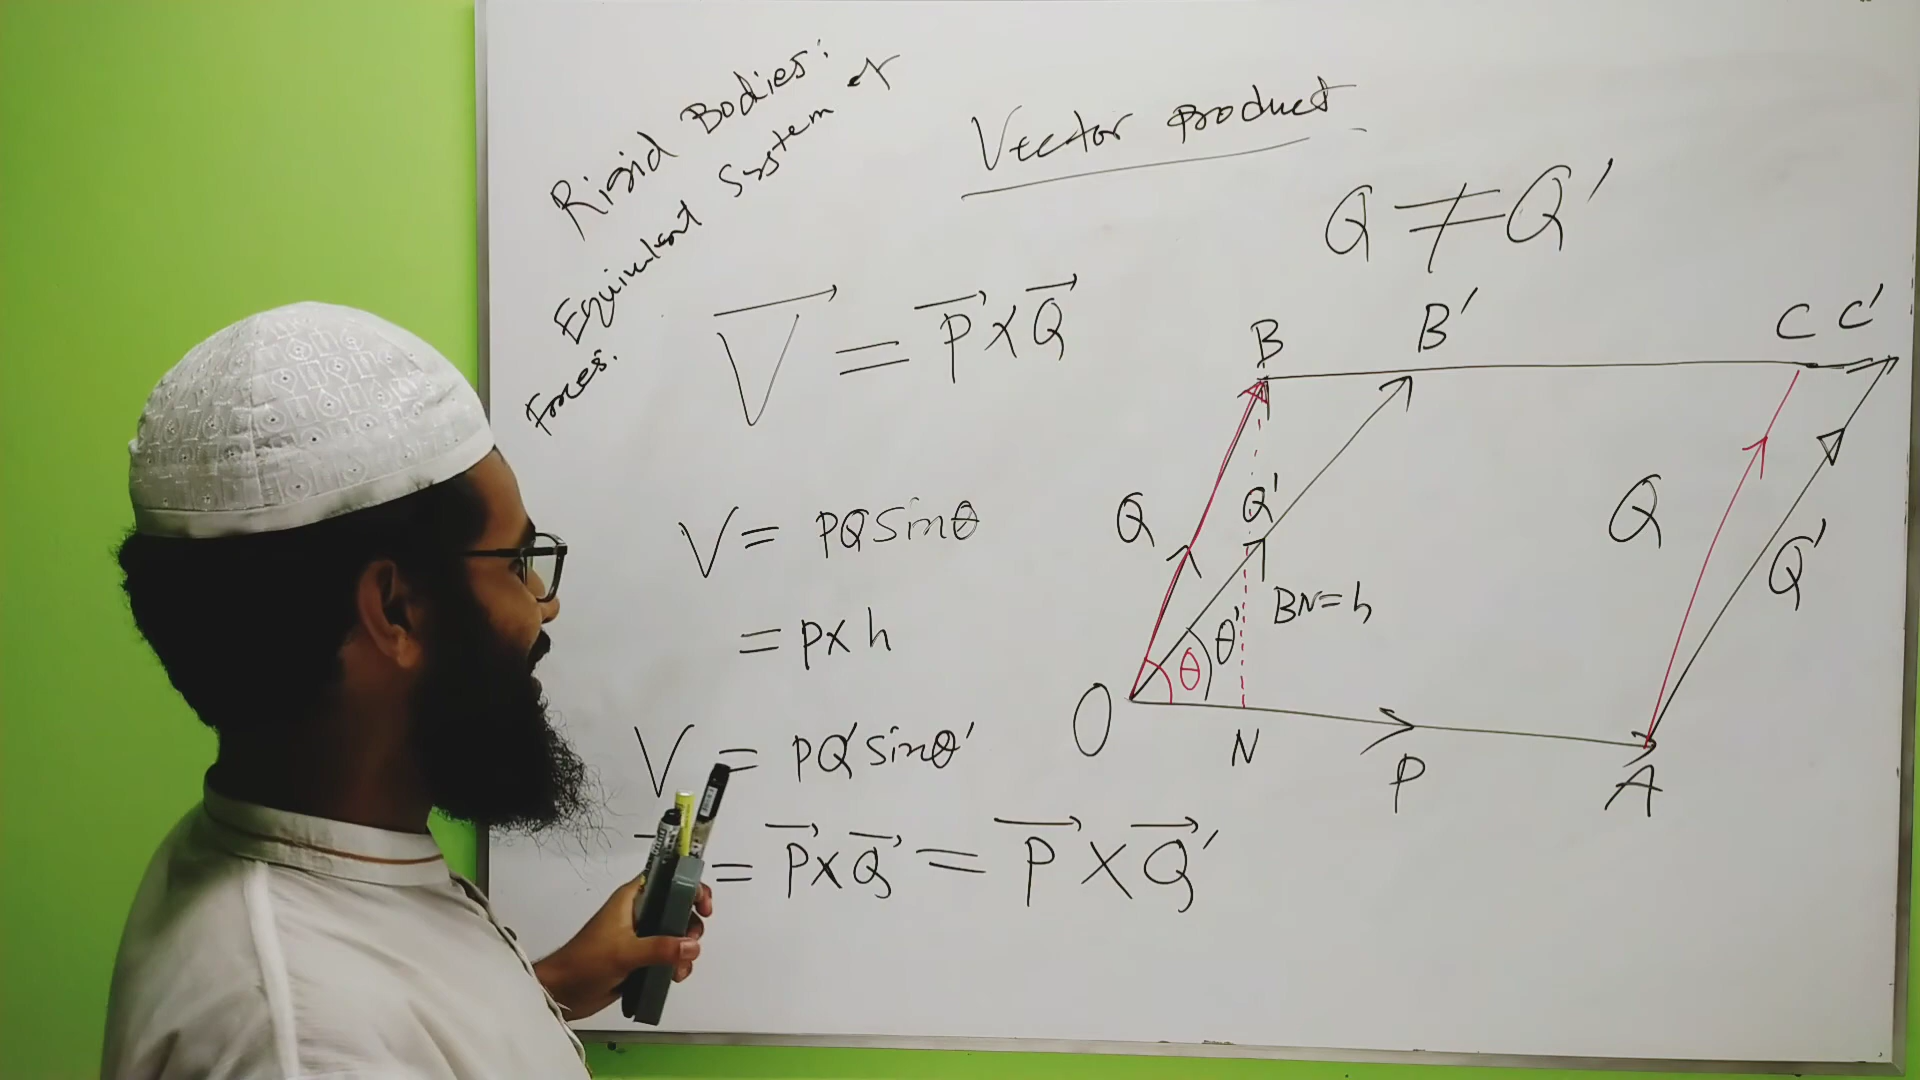 Rigid Bodies:
Equivalent System of
Forces.
Vector product
Q ≠ Q'
V = P X Q
B B' C C'
V = PQ Sinθ
= P X h
V = PQ' Sinθ'
= P X Q = P X Q'
Q Q' Q Q'
BN = h
θ θ'
O N P A